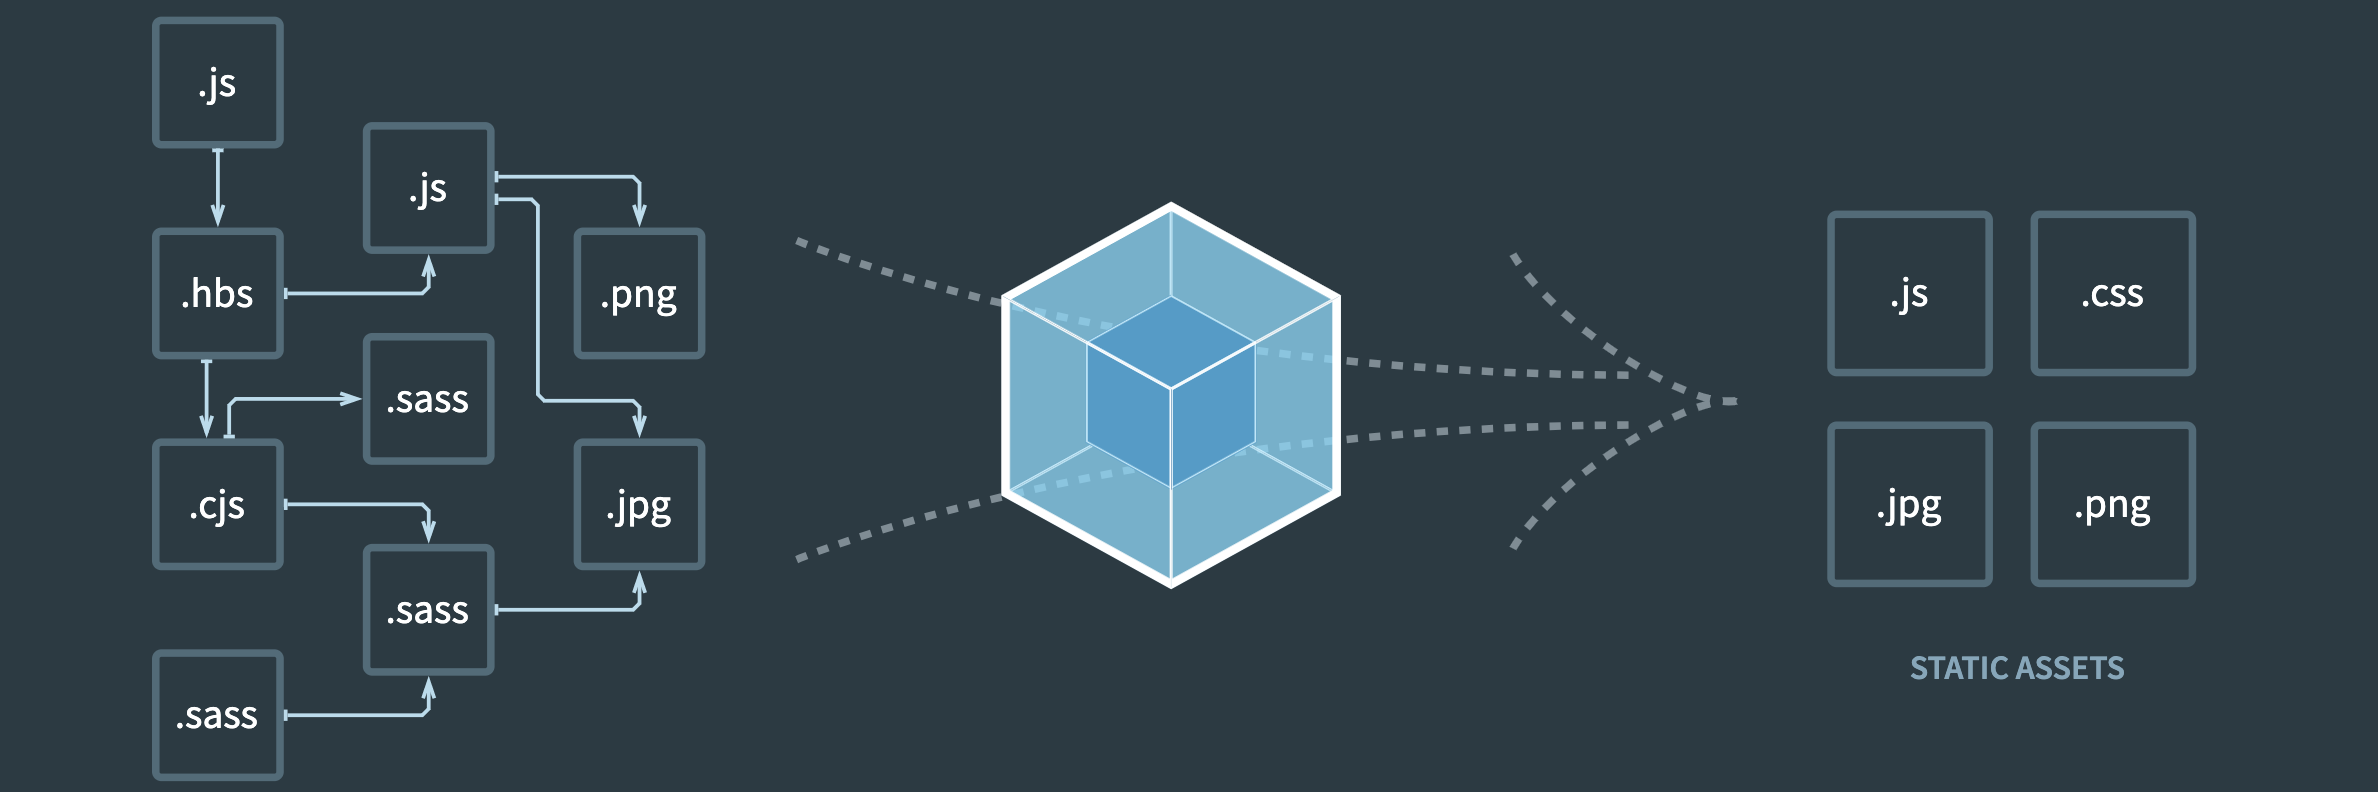 .js
.js
.hbs
.png
.sass
.cjs
.jpg
.sass
.sass
.js
.css
.jpg
.png
STATIC ASSETS